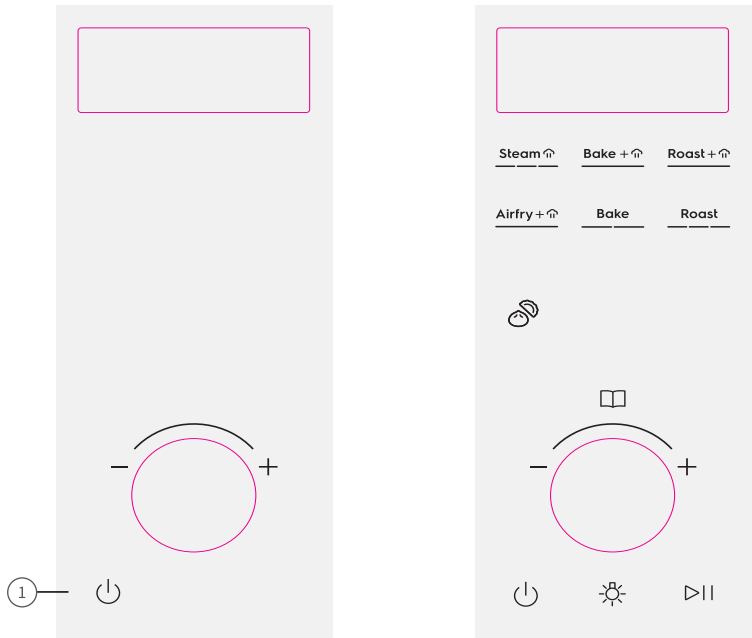 Steam
Bake +
Roast +
Airfry +
Bake
Roast
− +
− +
1